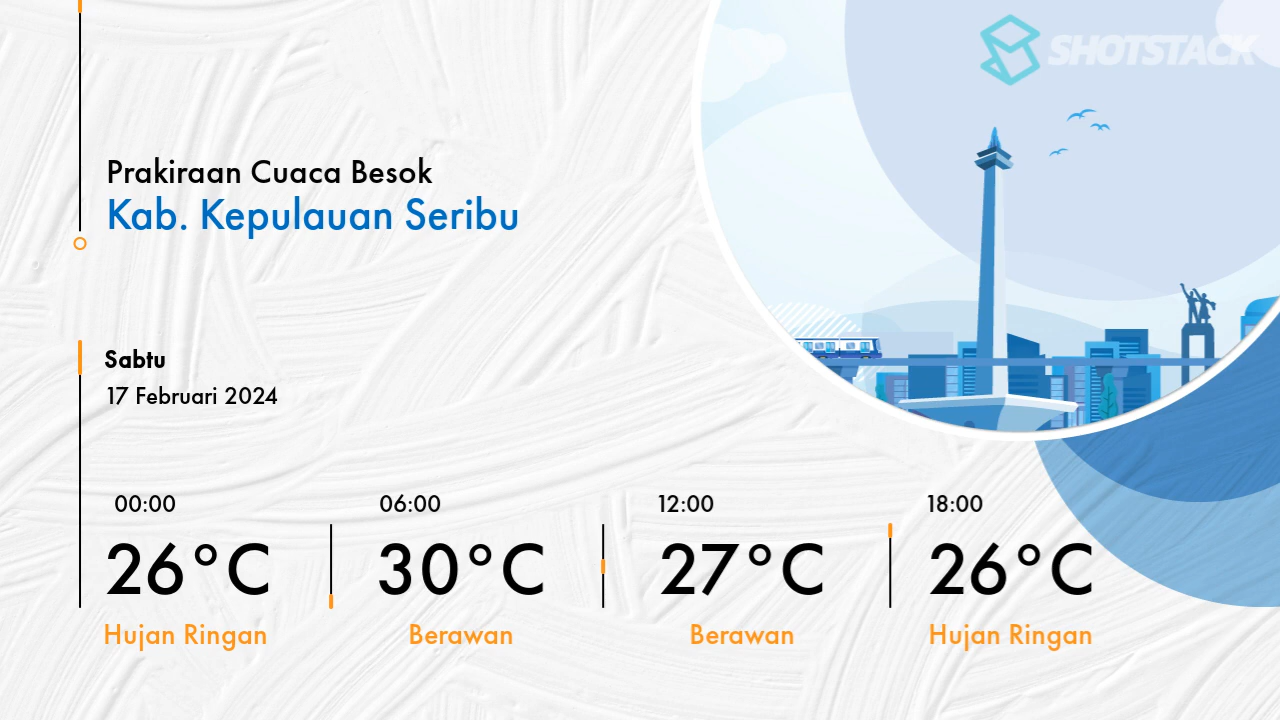 SHOTSTACK
Prakiraan Cuaca Besok
Kab. Kepulauan Seribu
Sabtu
17 Februari 2024
00:00
06:00
12:00
18:00
26°C
30°C
27°C
26°C
Hujan Ringan
Berawan
Berawan
Hujan Ringan